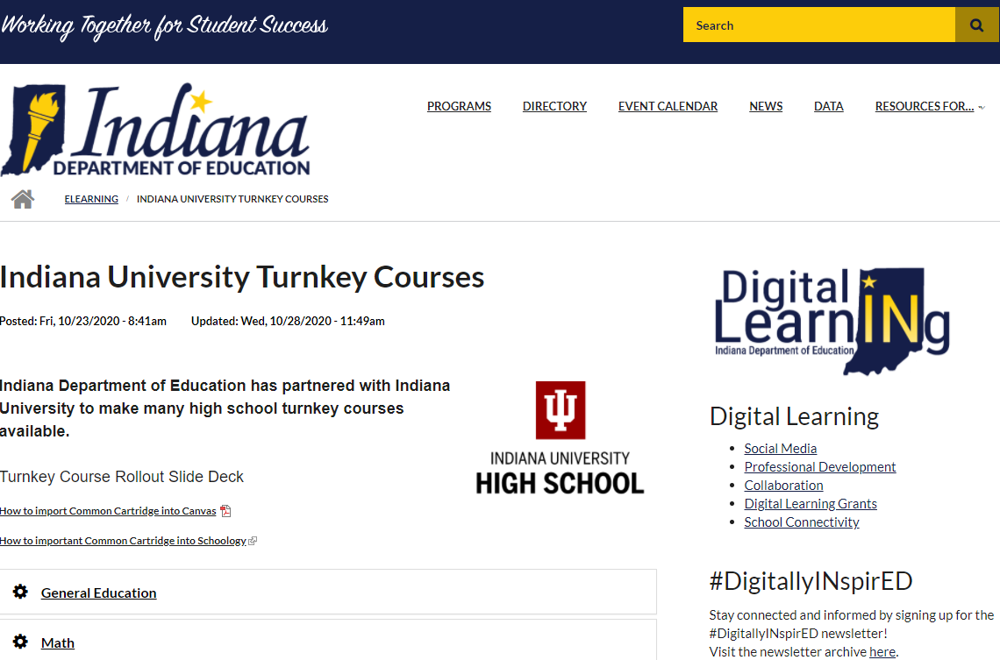 Working Together for Student Success
Search
Indiana
DEPARTMENT OF EDUCATION
PROGRAMS
DIRECTORY
EVENT CALENDAR
NEWS
DATA
RESOURCES FOR...
ELEARNING / INDIANA UNIVERSITY TURNKEY COURSES
Indiana University Turnkey Courses
Posted: Fri, 10/23/2020 - 8:41am
Updated: Wed, 10/28/2020 - 11:49am
Indiana Department of Education has partnered with Indiana
University to make many high school turnkey courses
available.
INDIANA UNIVERSITY
HIGH SCHOOL
Turnkey Course Rollout Slide Deck
How to import Common Cartridge into Canvas
How to important Common Cartridge into Schoology
General Education
Math
Digital
LearnINg
Indiana Department of Education
Digital Learning
Social Media
Professional Development
Collaboration
Digital Learning Grants
School Connectivity
#DigitallyINspirED
Stay connected and informed by signing up for the
#DigitallyINspirED newsletter!
Visit the newsletter archive here.